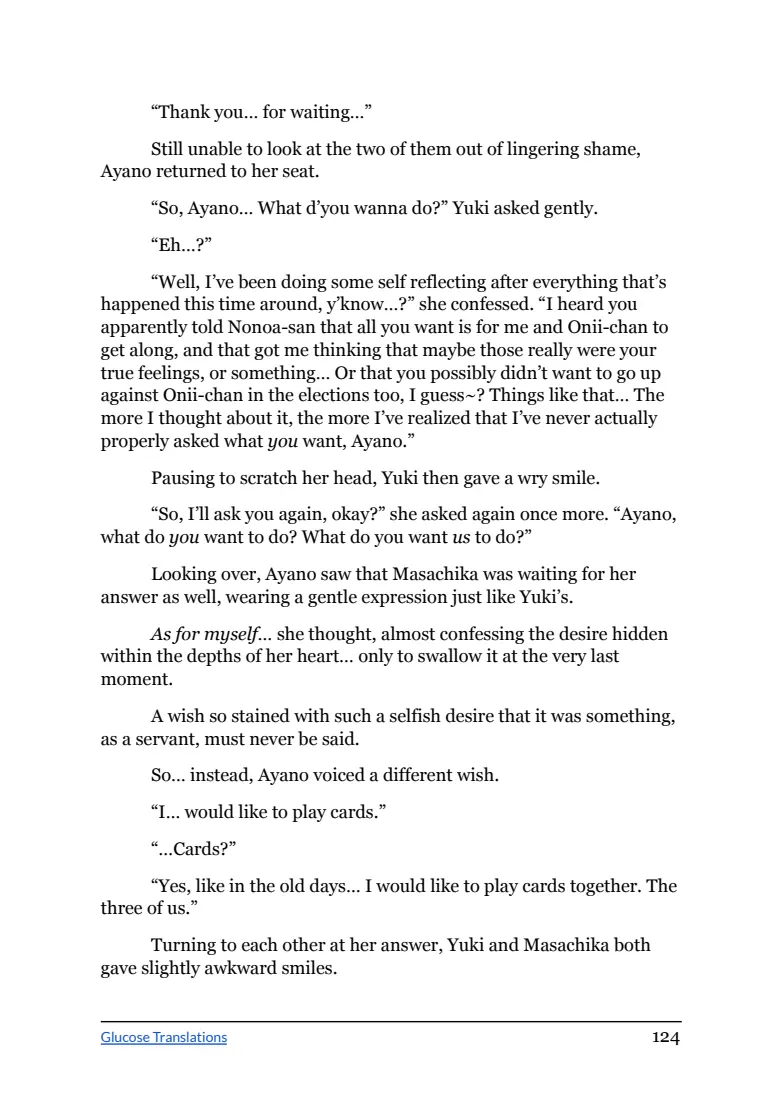 “Thank you… for waiting…”
Still unable to look at the two of them out of lingering shame,
Ayano returned to her seat.
“So, Ayano… What d’you wanna do?” Yuki asked gently.
“Eh…?”
“Well, I’ve been doing some self reflecting after everything that’s
happened this time around, y’know…?” she confessed. “I heard you
apparently told Nonoa-san that all you want is for me and Onii-chan to
get along, and that got me thinking that maybe those really were your
true feelings, or something… Or that you possibly didn’t want to go up
against Onii-chan in the elections too, I guess~? Things like that… The
more I thought about it, the more I’ve realized that I’ve never actually
properly asked what you want, Ayano.”
Pausing to scratch her head, Yuki then gave a wry smile.
“So, I’ll ask you again, okay?” she asked again once more. “Ayano,
what do you want to do? What do you want us to do?”
Looking over, Ayano saw that Masachika was waiting for her
answer as well, wearing a gentle expression just like Yuki’s.
As for myself… she thought, almost confessing the desire hidden
within the depths of her heart… only to swallow it at the very last
moment.
A wish so stained with such a selfish desire that it was something,
as a servant, must never be said.
So… instead, Ayano voiced a different wish.
“I… would like to play cards.”
“…Cards?”
“Yes, like in the old days… I would like to play cards together. The
three of us.”
Turning to each other at her answer, Yuki and Masachika both
gave slightly awkward smiles.
Glucose Translations 124